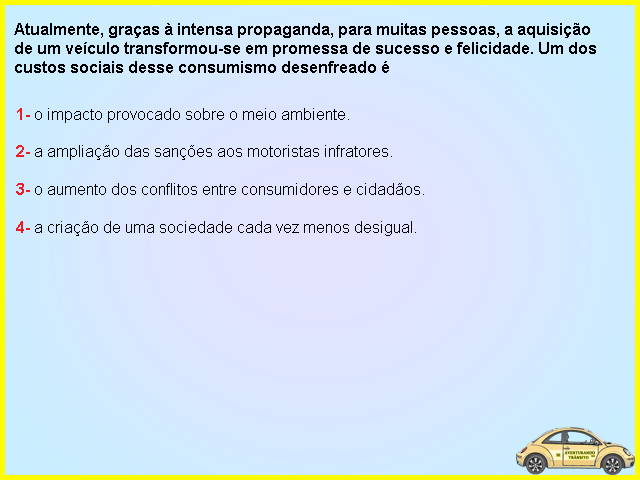 Atualmente, graças à intensa propaganda, para muitas pessoas, a aquisição
de um veículo transformou-se em promessa de sucesso e felicidade. Um dos
custos sociais desse consumismo desenfreado é
1- o impacto provocado sobre o meio ambiente.
2- a ampliação das sanções aos motoristas infratores.
3- o aumento dos conflitos entre consumidores e cidadãos.
4- a criação de uma sociedade cada vez menos desigual.
AVENTURANDO
TRÂNSITO